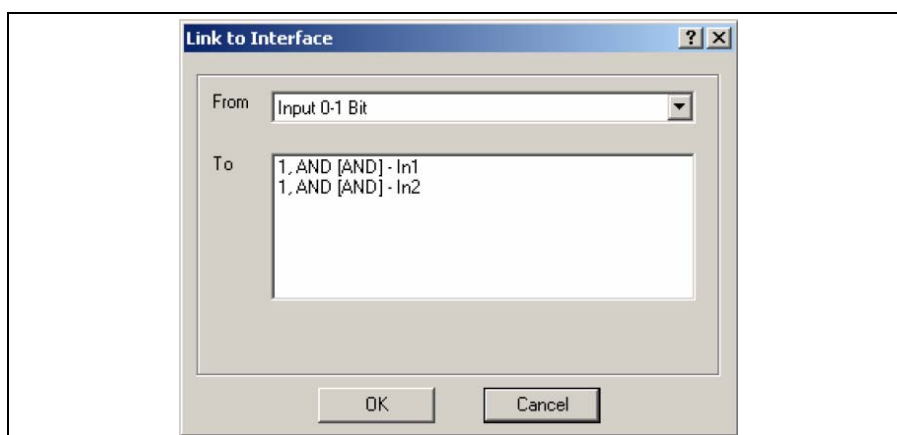 Link to Interface
From
Input 0-1 Bit
To
1, AND [AND] - In1
1, AND [AND] - In2
OK
Cancel